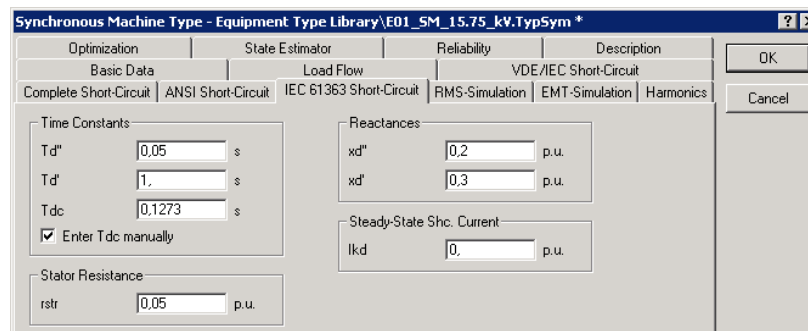 Synchronous Machine Type - Equipment Type Library\E01_SM_15.75_kV.TypSym *
Optimization State Estimator Reliability Description
Basic Data Load Flow VDE/IEC Short-Circuit
Complete Short-Circuit ANSI Short-Circuit IEC 61363 Short-Circuit RMS-Simulation EMT-Simulation Harmonics
OK
Cancel
Time Constants
Td" 0,05 s
Td' 1, s
Tdc 0,1273 s
Enter Tdc manually
Reactances
xd" 0,2 p.u.
xd' 0,3 p.u.
Steady-State Shc. Current
Ikd 0, p.u.
Stator Resistance
rstr 0,05 p.u.